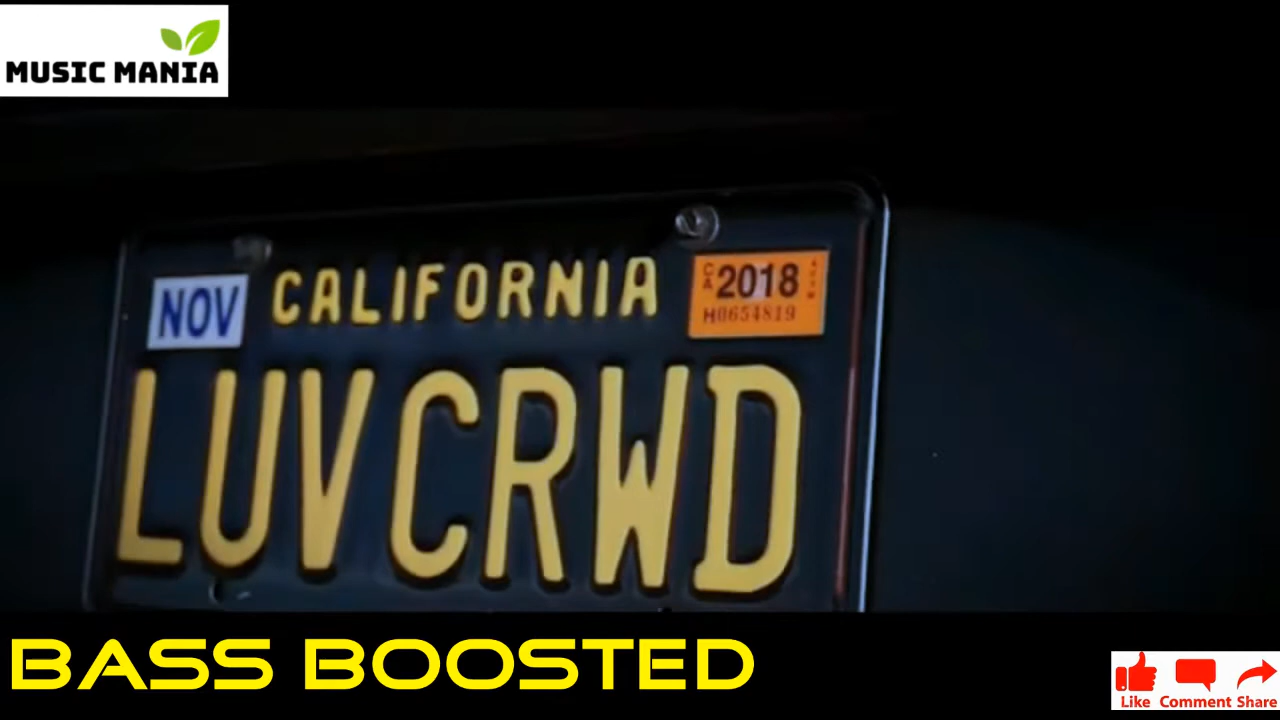 MUSIC MANIA
NOV CALIFORNIA CA 2018
H0654819
LUVCRWD
BASS BOOSTED
Like Comment Share